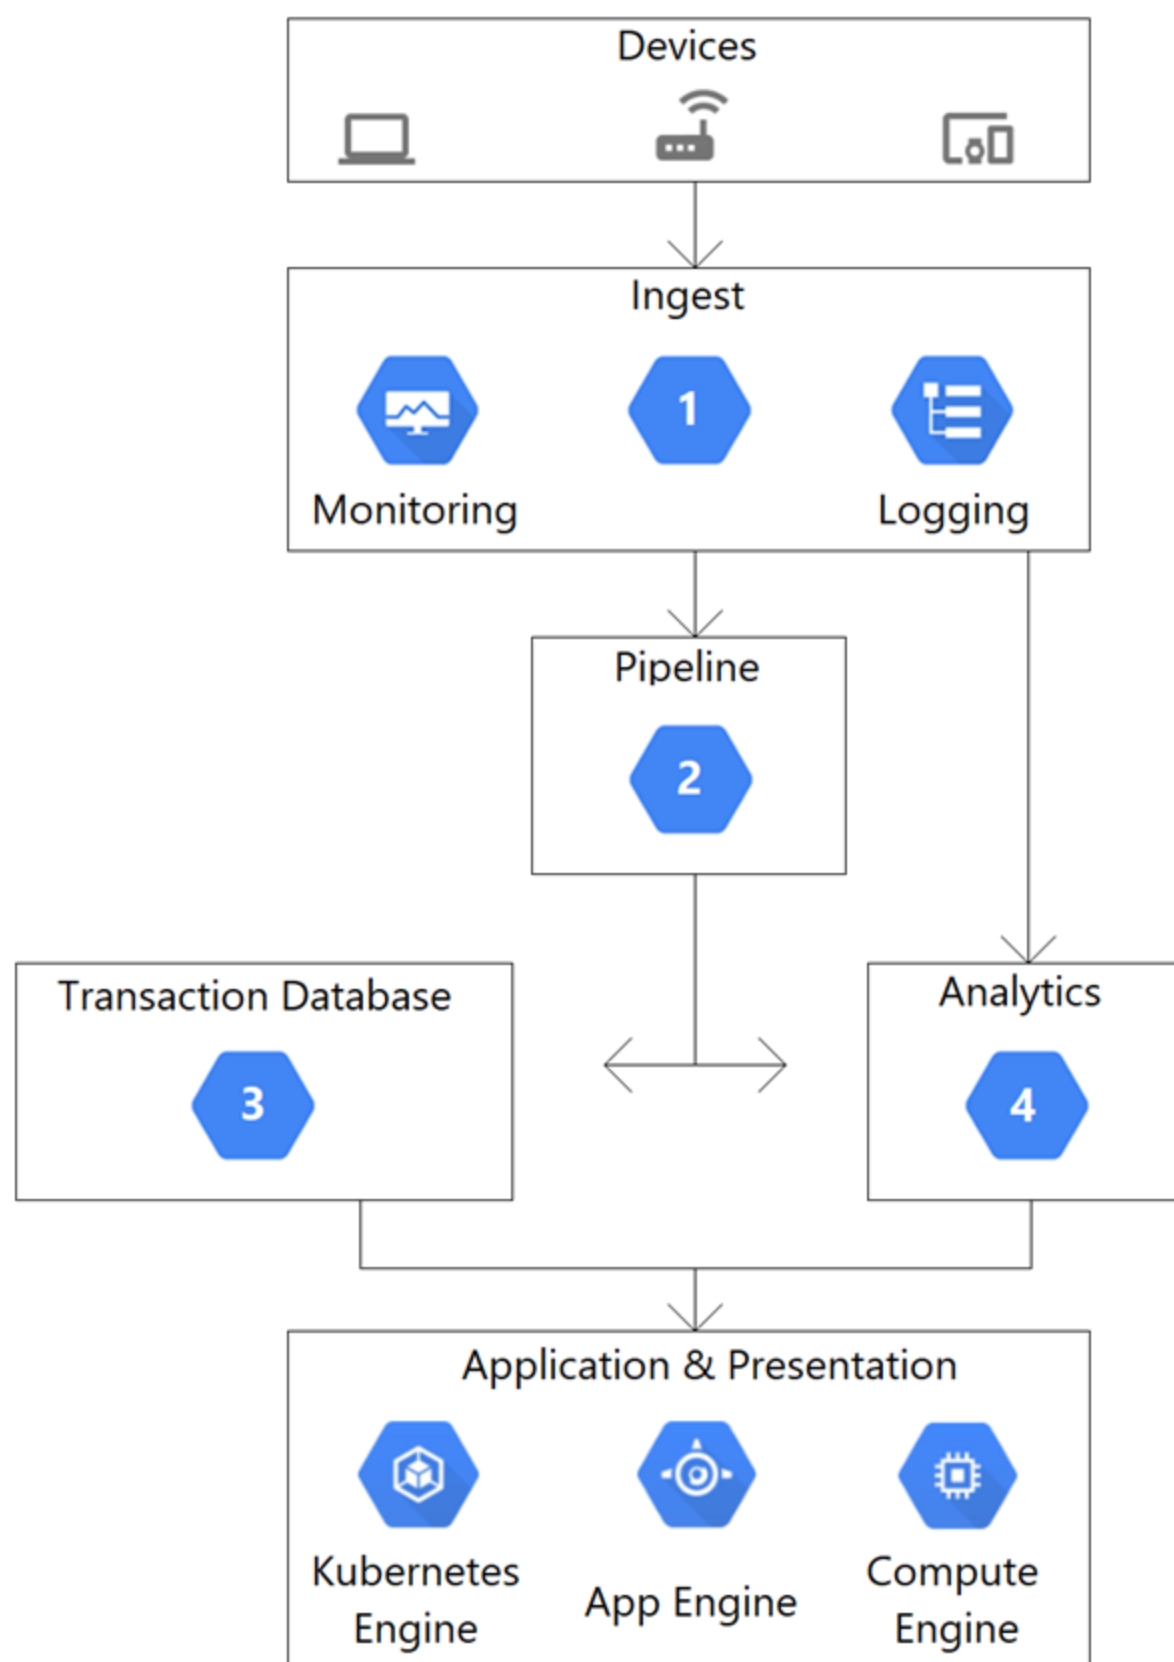 Devices
Ingest
1
Monitoring
Logging
Pipeline
2
Transaction Database
3
Analytics
4
Application & Presentation
Kubernetes
Engine
App Engine
Compute
Engine